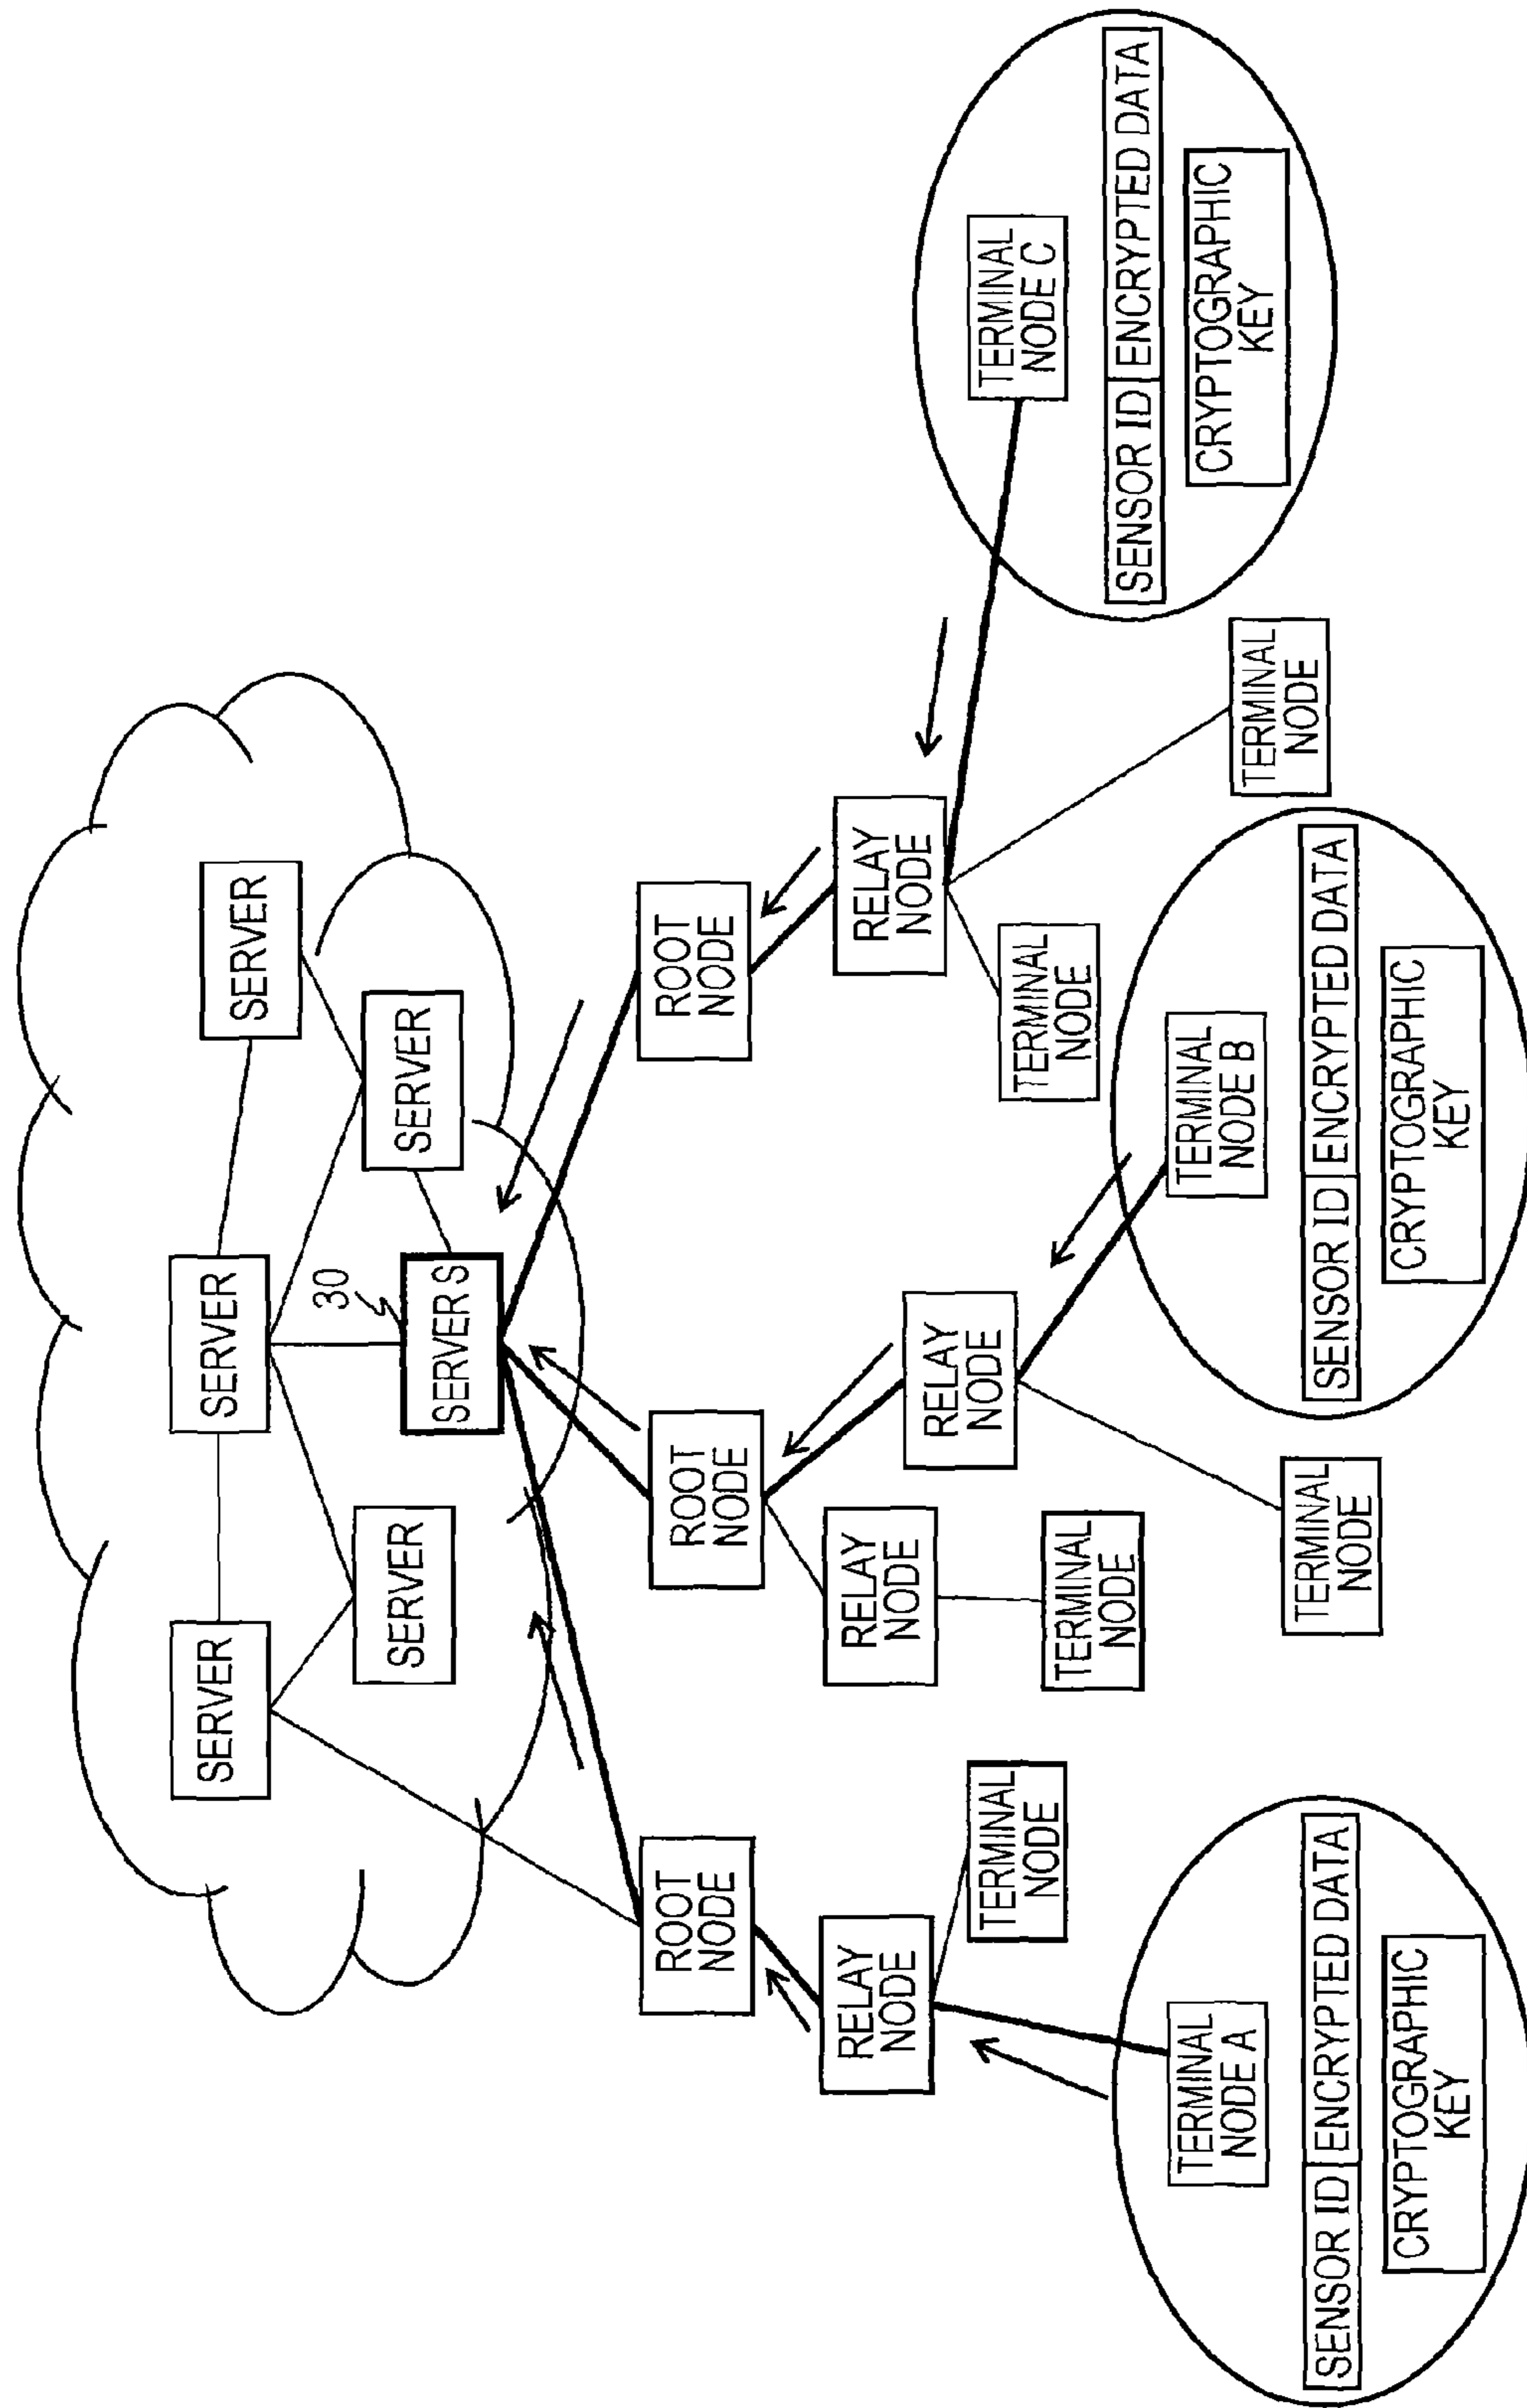 SERVER
SERVER
SERVER
30
SERVER
SERVER S
SERVER
ROOT
NODE
ROOT
NODE
ROOT
NODE
RELAY
NODE
RELAY
NODE
RELAY
NODE
RELAY
NODE
TERMINAL
NODE
TERMINAL
NODE
TERMINAL
NODE
TERMINAL
NODE C
SENSOR ID ENCRYPTED DATA
CRYPTOGRAPHIC
KEY
TERMINAL
NODE A
SENSOR ID ENCRYPTED DATA
CRYPTOGRAPHIC
KEY
TERMINAL
NODE
TERMINAL
NODE B
SENSOR ID ENCRYPTED DATA
CRYPTOGRAPHIC
KEY
TERMINAL
NODE